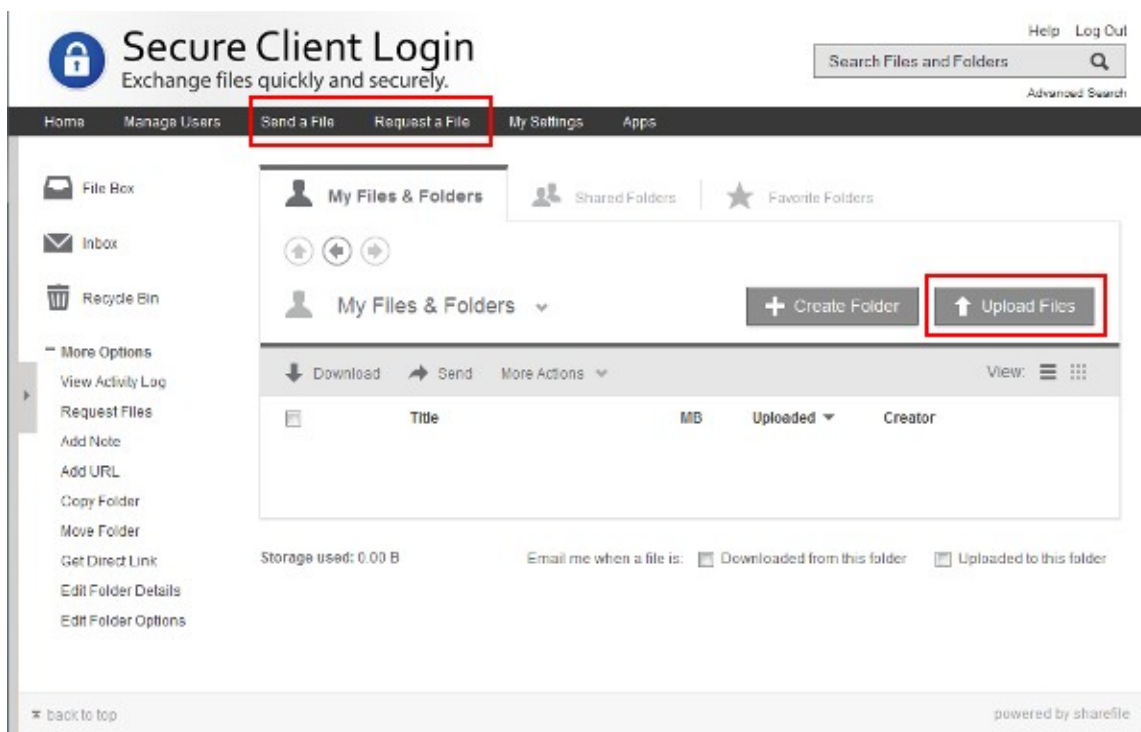 Help Log Out
Secure Client Login
Exchange files quickly and securely.
Search Files and Folders
Advanced Search
Home Manage Users Send a File Request a File My Settings Apps
File Box
Inbox
Recycle Bin
More Options
View Activity Log
Request Files
Add Note
Add URL
Copy Folder
Move Folder
Get Direct Link
Edit Folder Details
Edit Folder Options
My Files & Folders Shared Folders Favorite Folders
My Files & Folders Create Folder Upload Files
Download Send More Actions View:
Title MB Uploaded Creator
Storage used: 0.00 B Email me when a file is: Downloaded from this folder Uploaded to this folder
back to top powered by sharefile